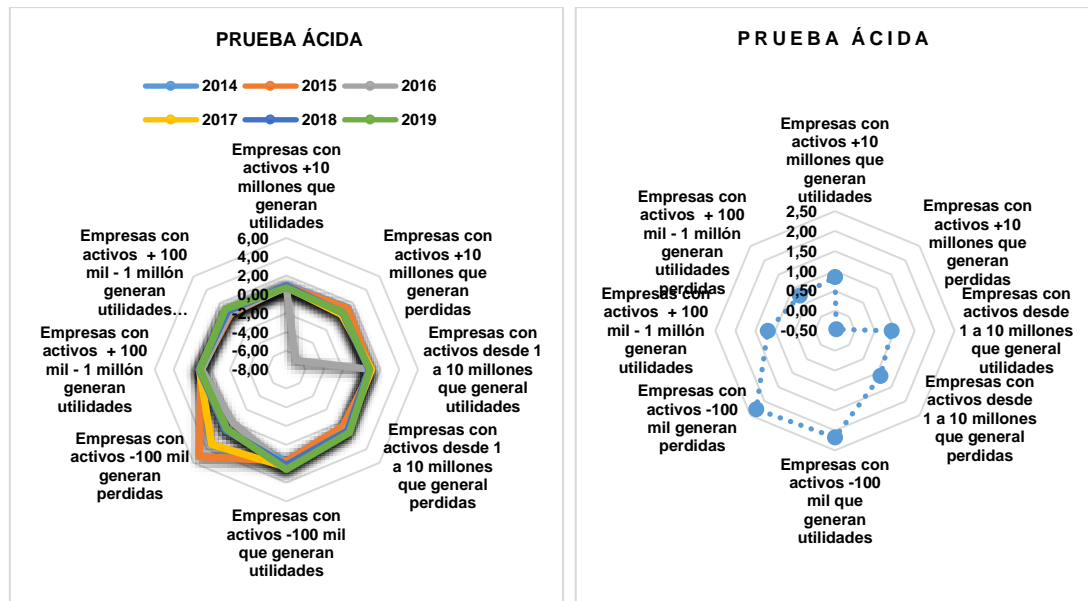 PRUEBA ÁCIDA
2014 2015 2016
2017 2018 2019
Empresas con
activos +10
millones que
generan
utilidades
Empresas con
activos +10
millones que
generan
perdidas
Empresas con
activos desde 1
a 10 millones
que general
utilidades
Empresas con
activos desde 1
a 10 millones
que general
perdidas
Empresas con
activos -100 mil
que generan
utilidades
Empresas con
activos -100 mil
generan
perdidas
Empresas con
activos + 100
mil - 1 millón
generan
utilidades
Empresas con
activos + 100
mil - 1 millón
generan
utilidades…
6,00
4,00
2,00
0,00
-2,00
-4,00
-6,00
-8,00
PRUEBA ÁCIDA
Empresas con
activos +10
millones que
generan
utilidades
Empresas con
activos +10
millones que
generan
perdidas
Empresas con
activos desde
1 a 10 millones
que general
utilidades
Empresas con
activos desde
1 a 10 millones
que general
perdidas
Empresas con
activos -100
mil que
generan
utilidades
Empresas con
activos -100
mil generan
perdidas
Empresas con
activos + 100
mil - 1 millón
generan
utilidades
Empresas con
activos + 100
mil - 1 millón
generan
utilidades
perdidas
2,50
2,00
1,50
1,00
0,50
0,00
-0,50